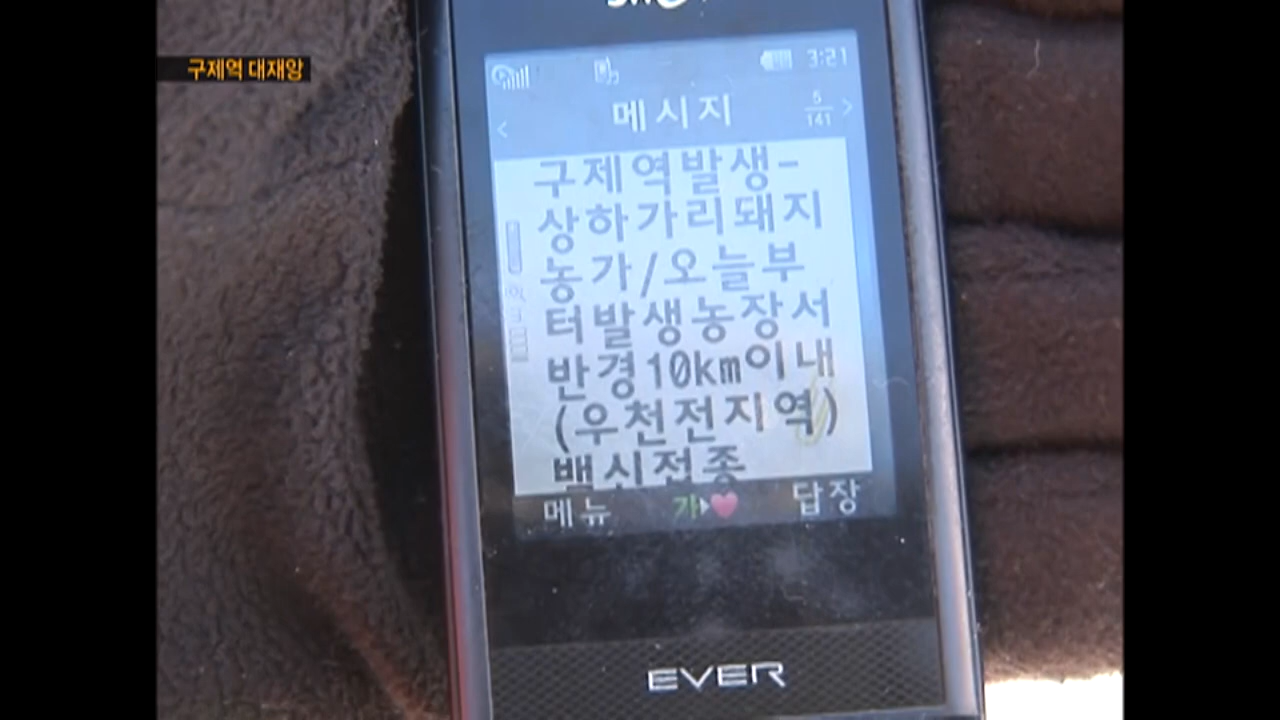 구제역 대재앙
3:21
메시지
5
141
구제역발생-
상하가리돼지
농가/오늘부
터발생농장서
반경10km이내
(우천전지역)
백신접종
메뉴 가 답장
EVER